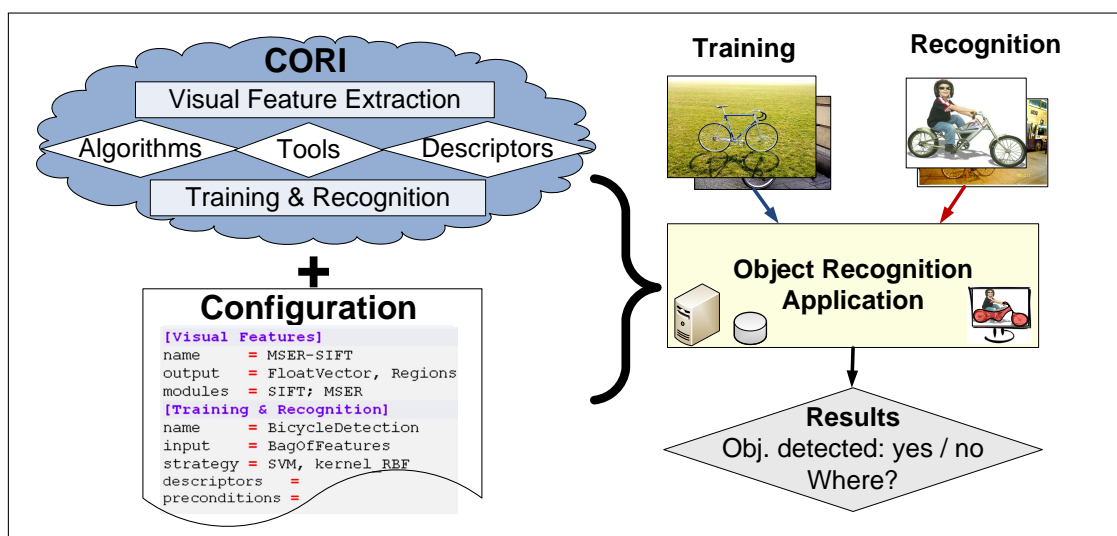 CORI
Visual Feature Extraction
Algorithms Tools Descriptors
Training & Recognition
+
Configuration
[Visual Features]
name = MSER-SIFT
output = FloatVector, Regions
modules = SIFT; MSER
[Training & Recognition]
name = BicycleDetection
input = BagOfFeatures
strategy = SVM, kernel_RBF
descriptors =
preconditions =
Training
Recognition
Object Recognition
Application
Results
Obj. detected: yes / no
Where?